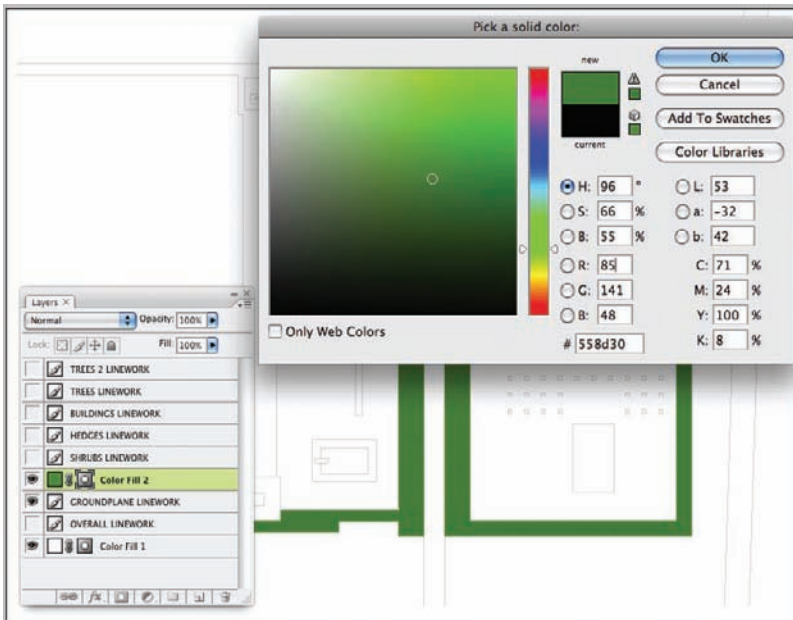 Pick a solid color:
new
current
OK
Cancel
Add To Swatches
Color Libraries
H: 96 °
S: 66 %
B: 55 %
R: 85
G: 141
B: 48
# 558d30
L: 53
a: -32
b: 42
C: 71 %
M: 24 %
Y: 100 %
K: 8 %
Only Web Colors
Layers ×
Normal Opacity: 100%
Lock: Fill: 100%
TREES 2 LINEWORK
TREES LINEWORK
BUILDINGS LINEWORK
HEDGES LINEWORK
SHRUBS LINEWORK
Color Fill 2
GROUNDPLANE LINEWORK
OVERALL LINEWORK
Color Fill 1
fx